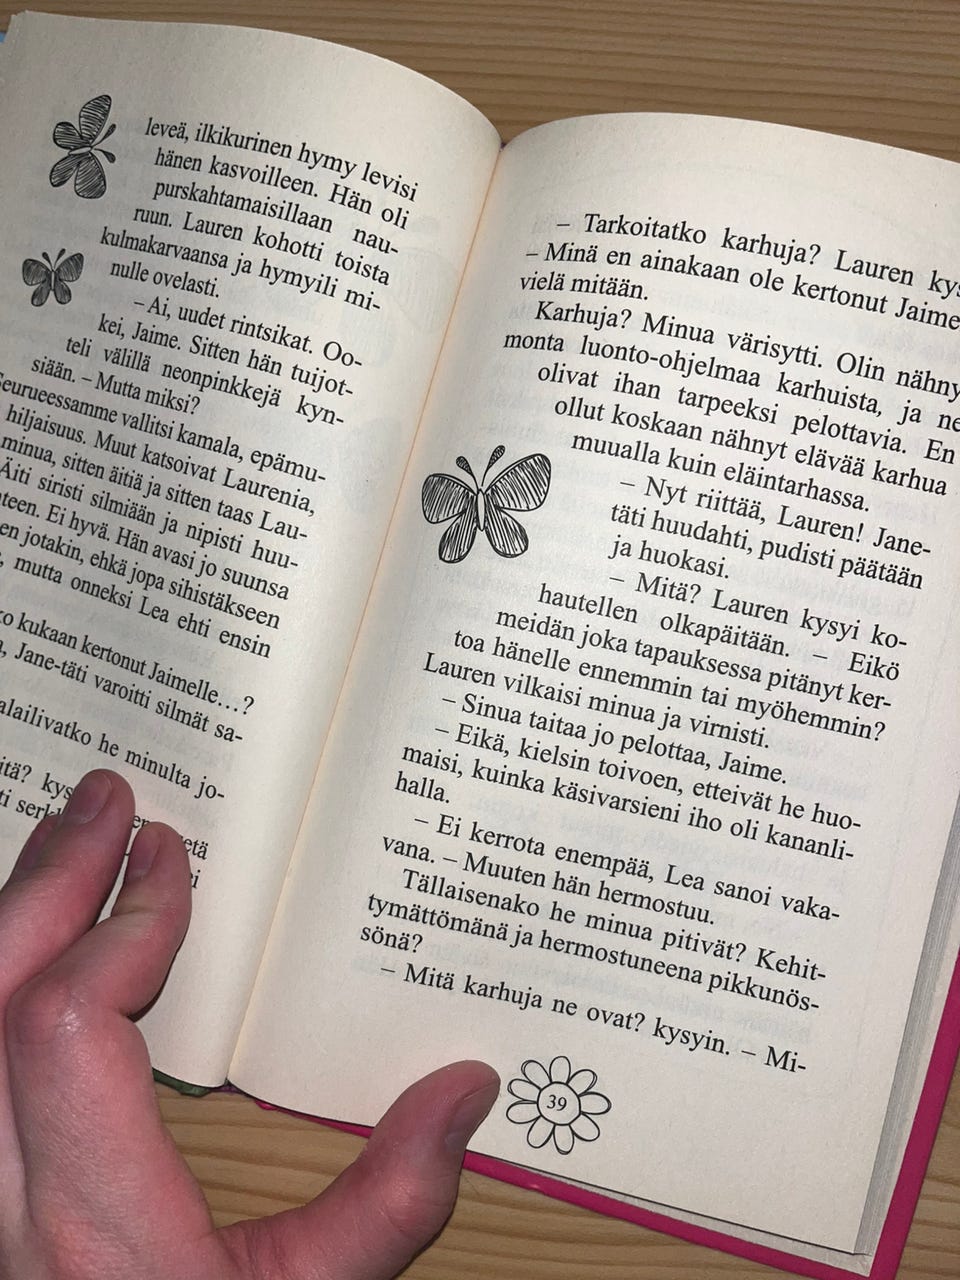 leveä, ilkikurinen hymy levisi
hänen kasvoilleen. Hän oli
purskahtamaisillaan nau-
ruun. Lauren kohotti toista
kulmakarvaansa ja hymyili mi-
nulle ovelasti.
– Ai, uudet rintsikat. Oo-
kei, Jaime. Sitten hän tuijot-
teli välillä neonpinkkejä kyn-
siään. – Mutta miksi?
Seurueessamme vallitsi kamala, epämu-
hiljaisuus. Muut katsoivat Laurenia,
minua, sitten äitiä ja sitten taas Lau-
Äiti siristi silmiään ja nipisti huu-
teen. Ei hyvä. Hän avasi jo suunsa
en jotakin, ehkä jopa sihistäkseen
mutta onneksi Lea ehti ensin
ko kukaan kertonut Jaimelle…?
Jane-täti varoitti silmät sa-
alailivatko he minulta jo-
itä? kys
ti serk
etä
ei
– Tarkoitatko karhuja? Lauren kys
– Minä en ainakaan ole kertonut Jaime
vielä mitään.
Karhuja? Minua värisytti. Olin nähny
monta luonto-ohjelmaa karhuista, ja ne
olivat ihan tarpeeksi pelottavia. En
ollut koskaan nähnyt elävää karhua
muualla kuin eläintarhassa.
– Nyt riittää, Lauren! Jane-
täti huudahti, pudisti päätään
ja huokasi.
– Mitä? Lauren kysyi ko-
hautellen olkapäitään. – Eikö
meidän joka tapauksessa pitänyt ker-
toa hänelle ennemmin tai myöhemmin?
Lauren vilkaisi minua ja virnisti.
– Sinua taitaa jo pelottaa, Jaime.
– Eikä, kielsin toivoen, etteivät he huo-
maisi, kuinka käsivarsieni iho oli kananli-
halla.
– Ei kerrota enempää, Lea sanoi vaka-
vana. – Muuten hän hermostuu.
Tällaisenako he minua pitivät? Kehit-
tymättömänä ja hermostuneena pikkunös-
sönä?
– Mitä karhuja ne ovat? kysyin. – Mi-
39